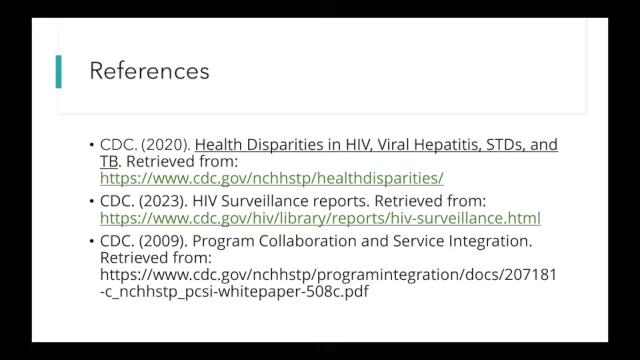 References
• CDC. (2020). Health Disparities in HIV, Viral Hepatitis, STDs, and
TB. Retrieved from:
https://www.cdc.gov/nchhstp/healthdisparities/
• CDC. (2023). HIV Surveillance reports. Retrieved from:
https://www.cdc.gov/hiv/library/reports/hiv-surveillance.html
• CDC. (2009). Program Collaboration and Service Integration.
Retrieved from:
https://www.cdc.gov/nchhstp/programintegration/docs/207181
-c_nchhstp_pcsi-whitepaper-508c.pdf